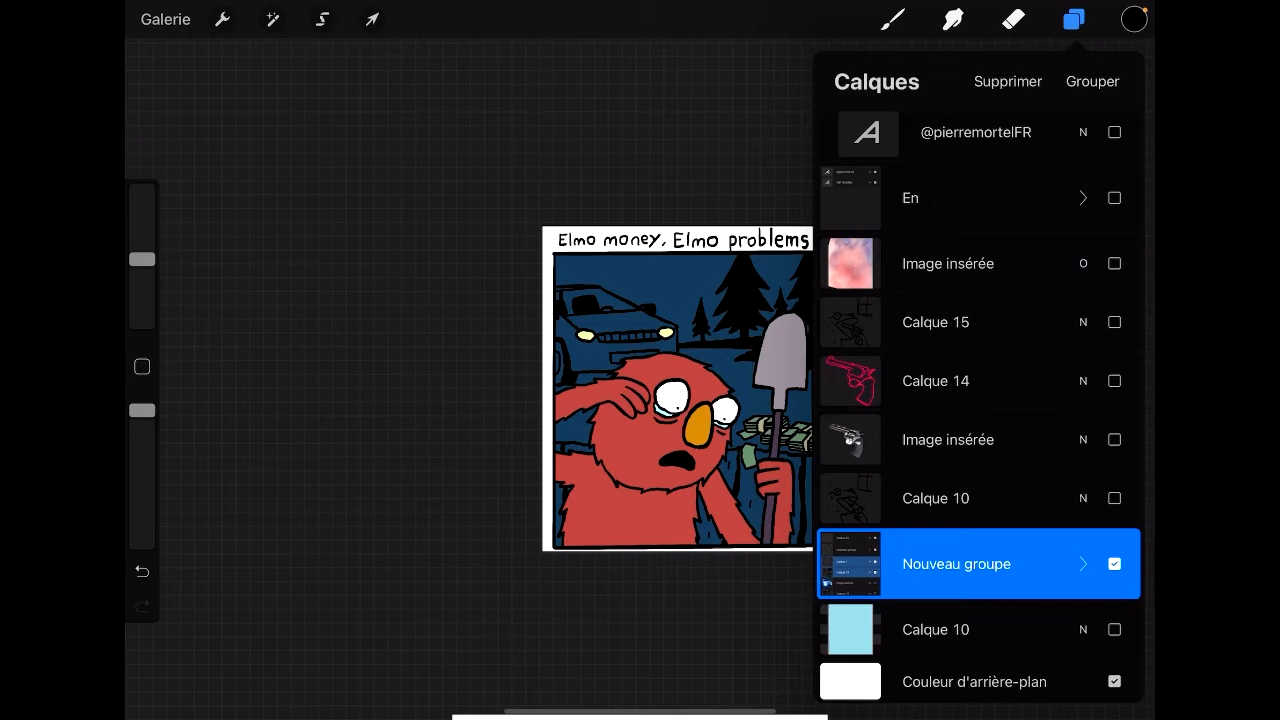 Galerie
Calques Supprimer Grouper
@pierremortelFR N
En
Image insérée O
Calque 15 N
Calque 14 N
Image insérée N
Calque 10 N
Nouveau groupe
Calque 10 N
Couleur d'arrière-plan
Elmo money, Elmo problems